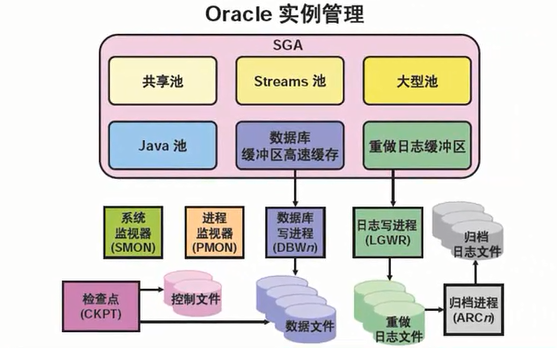 Oracle 实例管理
SGA
共享池
Streams 池
大型池
Java 池
数据库
缓冲区高速缓存
重做日志缓冲区
系统
监视器
(SMON)
进程
监视器
(PMON)
数据库
写进程
(DBWn)
日志写进程
(LGWR)
归档
日志文件
检查点
(CKPT)
控制文件
数据文件
重做
日志文件
归档进程
(ARCn)